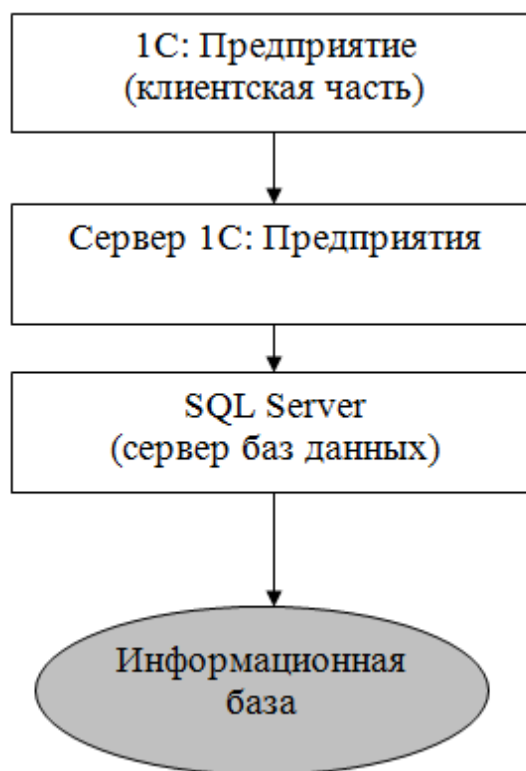 1С: Предприятие
(клиентская часть)
Сервер 1С: Предприятия
SQL Server
(сервер баз данных)
Информационная
база